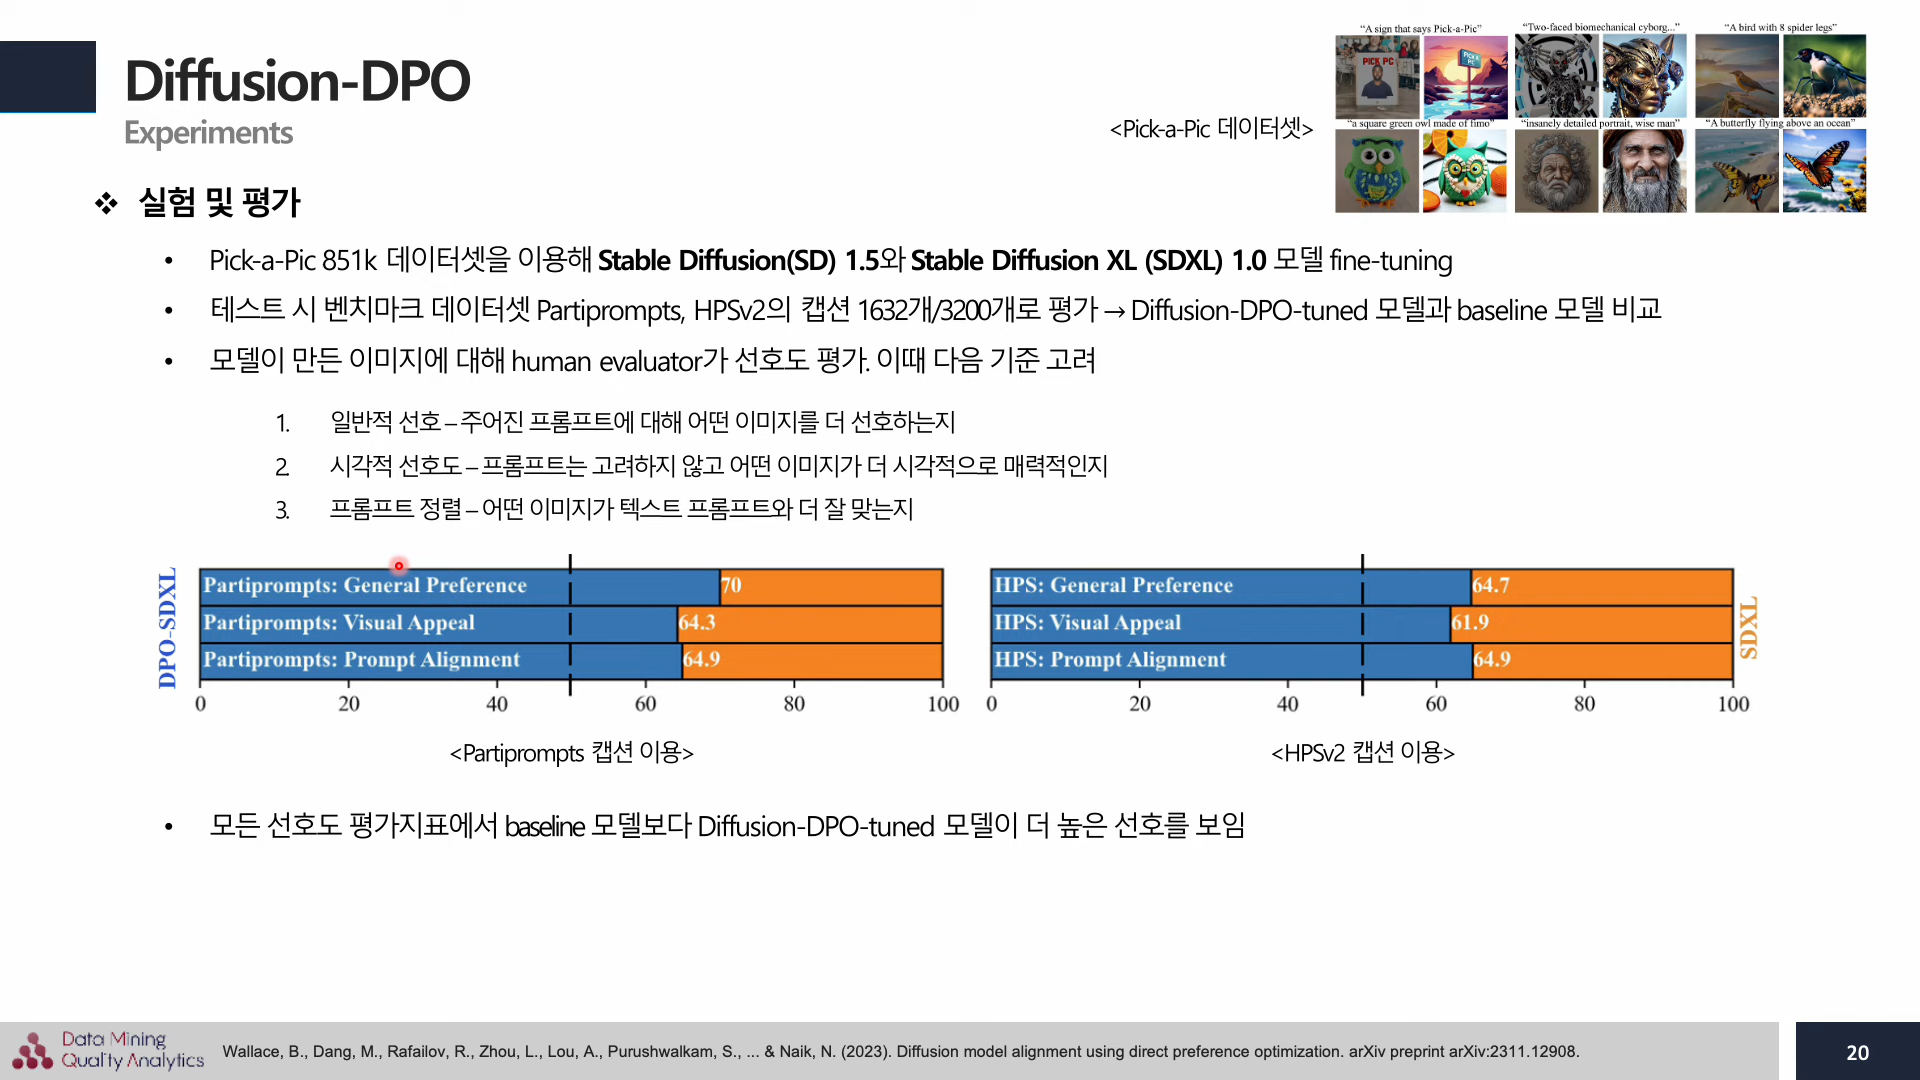 Diffusion-DPO
Experiments
<Pick-a-Pic 데이터셋>
“A sign that says Pick-a-Pic”
“Two-faced biomechanical cyborg...”
“A bird with 8 spider legs”
PICK PC
“a square green owl made of fimo”
“insanely detailed portrait, wise man”
“A butterfly flying above an ocean”
❖ 실험 및 평가
• Pick-a-Pic 851k 데이터셋을 이용해 Stable Diffusion(SD) 1.5와 Stable Diffusion XL (SDXL) 1.0 모델 fine-tuning
• 테스트 시 벤치마크 데이터셋 Partiprompts, HPSv2의 캡션 1632개/3200개로 평가 → Diffusion-DPO-tuned 모델과 baseline 모델 비교
• 모델이 만든 이미지에 대해 human evaluator가 선호도 평가. 이때 다음 기준 고려
1. 일반적 선호 – 주어진 프롬프트에 대해 어떤 이미지를 더 선호하는지
2. 시각적 선호도 – 프롬프트는 고려하지 않고 어떤 이미지가 더 시각적으로 매력적인지
3. 프롬프트 정렬 – 어떤 이미지가 텍스트 프롬프트와 더 잘 맞는지
DPO-SDXL
Partiprompts: General Preference 70
Partiprompts: Visual Appeal 64.3
Partiprompts: Prompt Alignment 64.9
0 20 40 60 80 100
<Partiprompts 캡션 이용>
HPS: General Preference 64.7
HPS: Visual Appeal 61.9
HPS: Prompt Alignment 64.9
0 20 40 60 80 100
SDXL
<HPSv2 캡션 이용>
• 모든 선호도 평가지표에서 baseline 모델보다 Diffusion-DPO-tuned 모델이 더 높은 선호를 보임
Data Mining
Quality Analytics
Wallace, B., Dang, M., Rafailov, R., Zhou, L., Lou, A., Purushwalkam, S., ... & Naik, N. (2023). Diffusion model alignment using direct preference optimization. arXiv preprint arXiv:2311.12908.
20